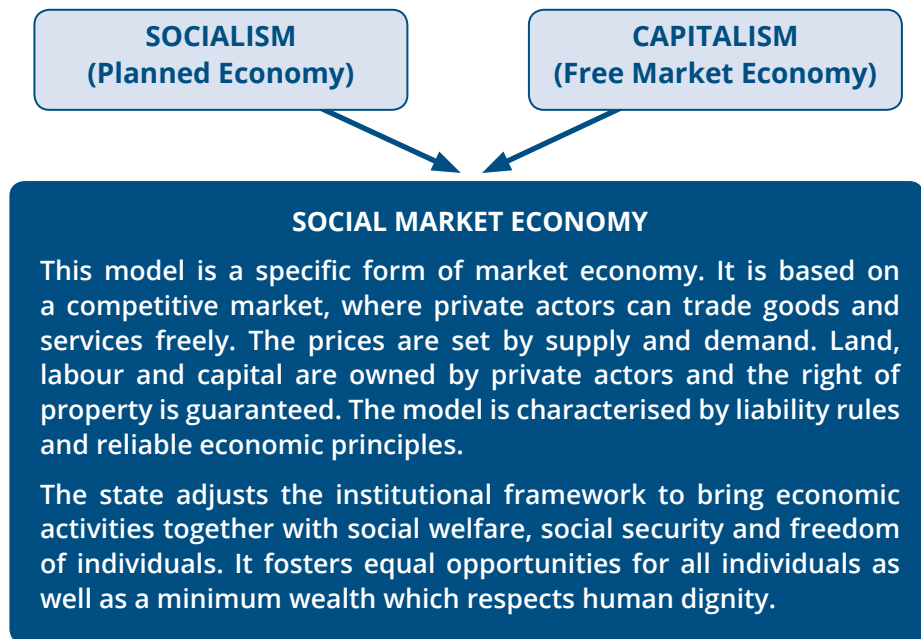 SOCIALISM
(Planned Economy)
CAPITALISM
(Free Market Economy)
SOCIAL MARKET ECONOMY
This model is a specific form of market economy. It is based on
a competitive market, where private actors can trade goods and
services freely. The prices are set by supply and demand. Land,
labour and capital are owned by private actors and the right of
property is guaranteed. The model is characterised by liability rules
and reliable economic principles.
The state adjusts the institutional framework to bring economic
activities together with social welfare, social security and freedom
of individuals. It fosters equal opportunities for all individuals as
well as a minimum wealth which respects human dignity.